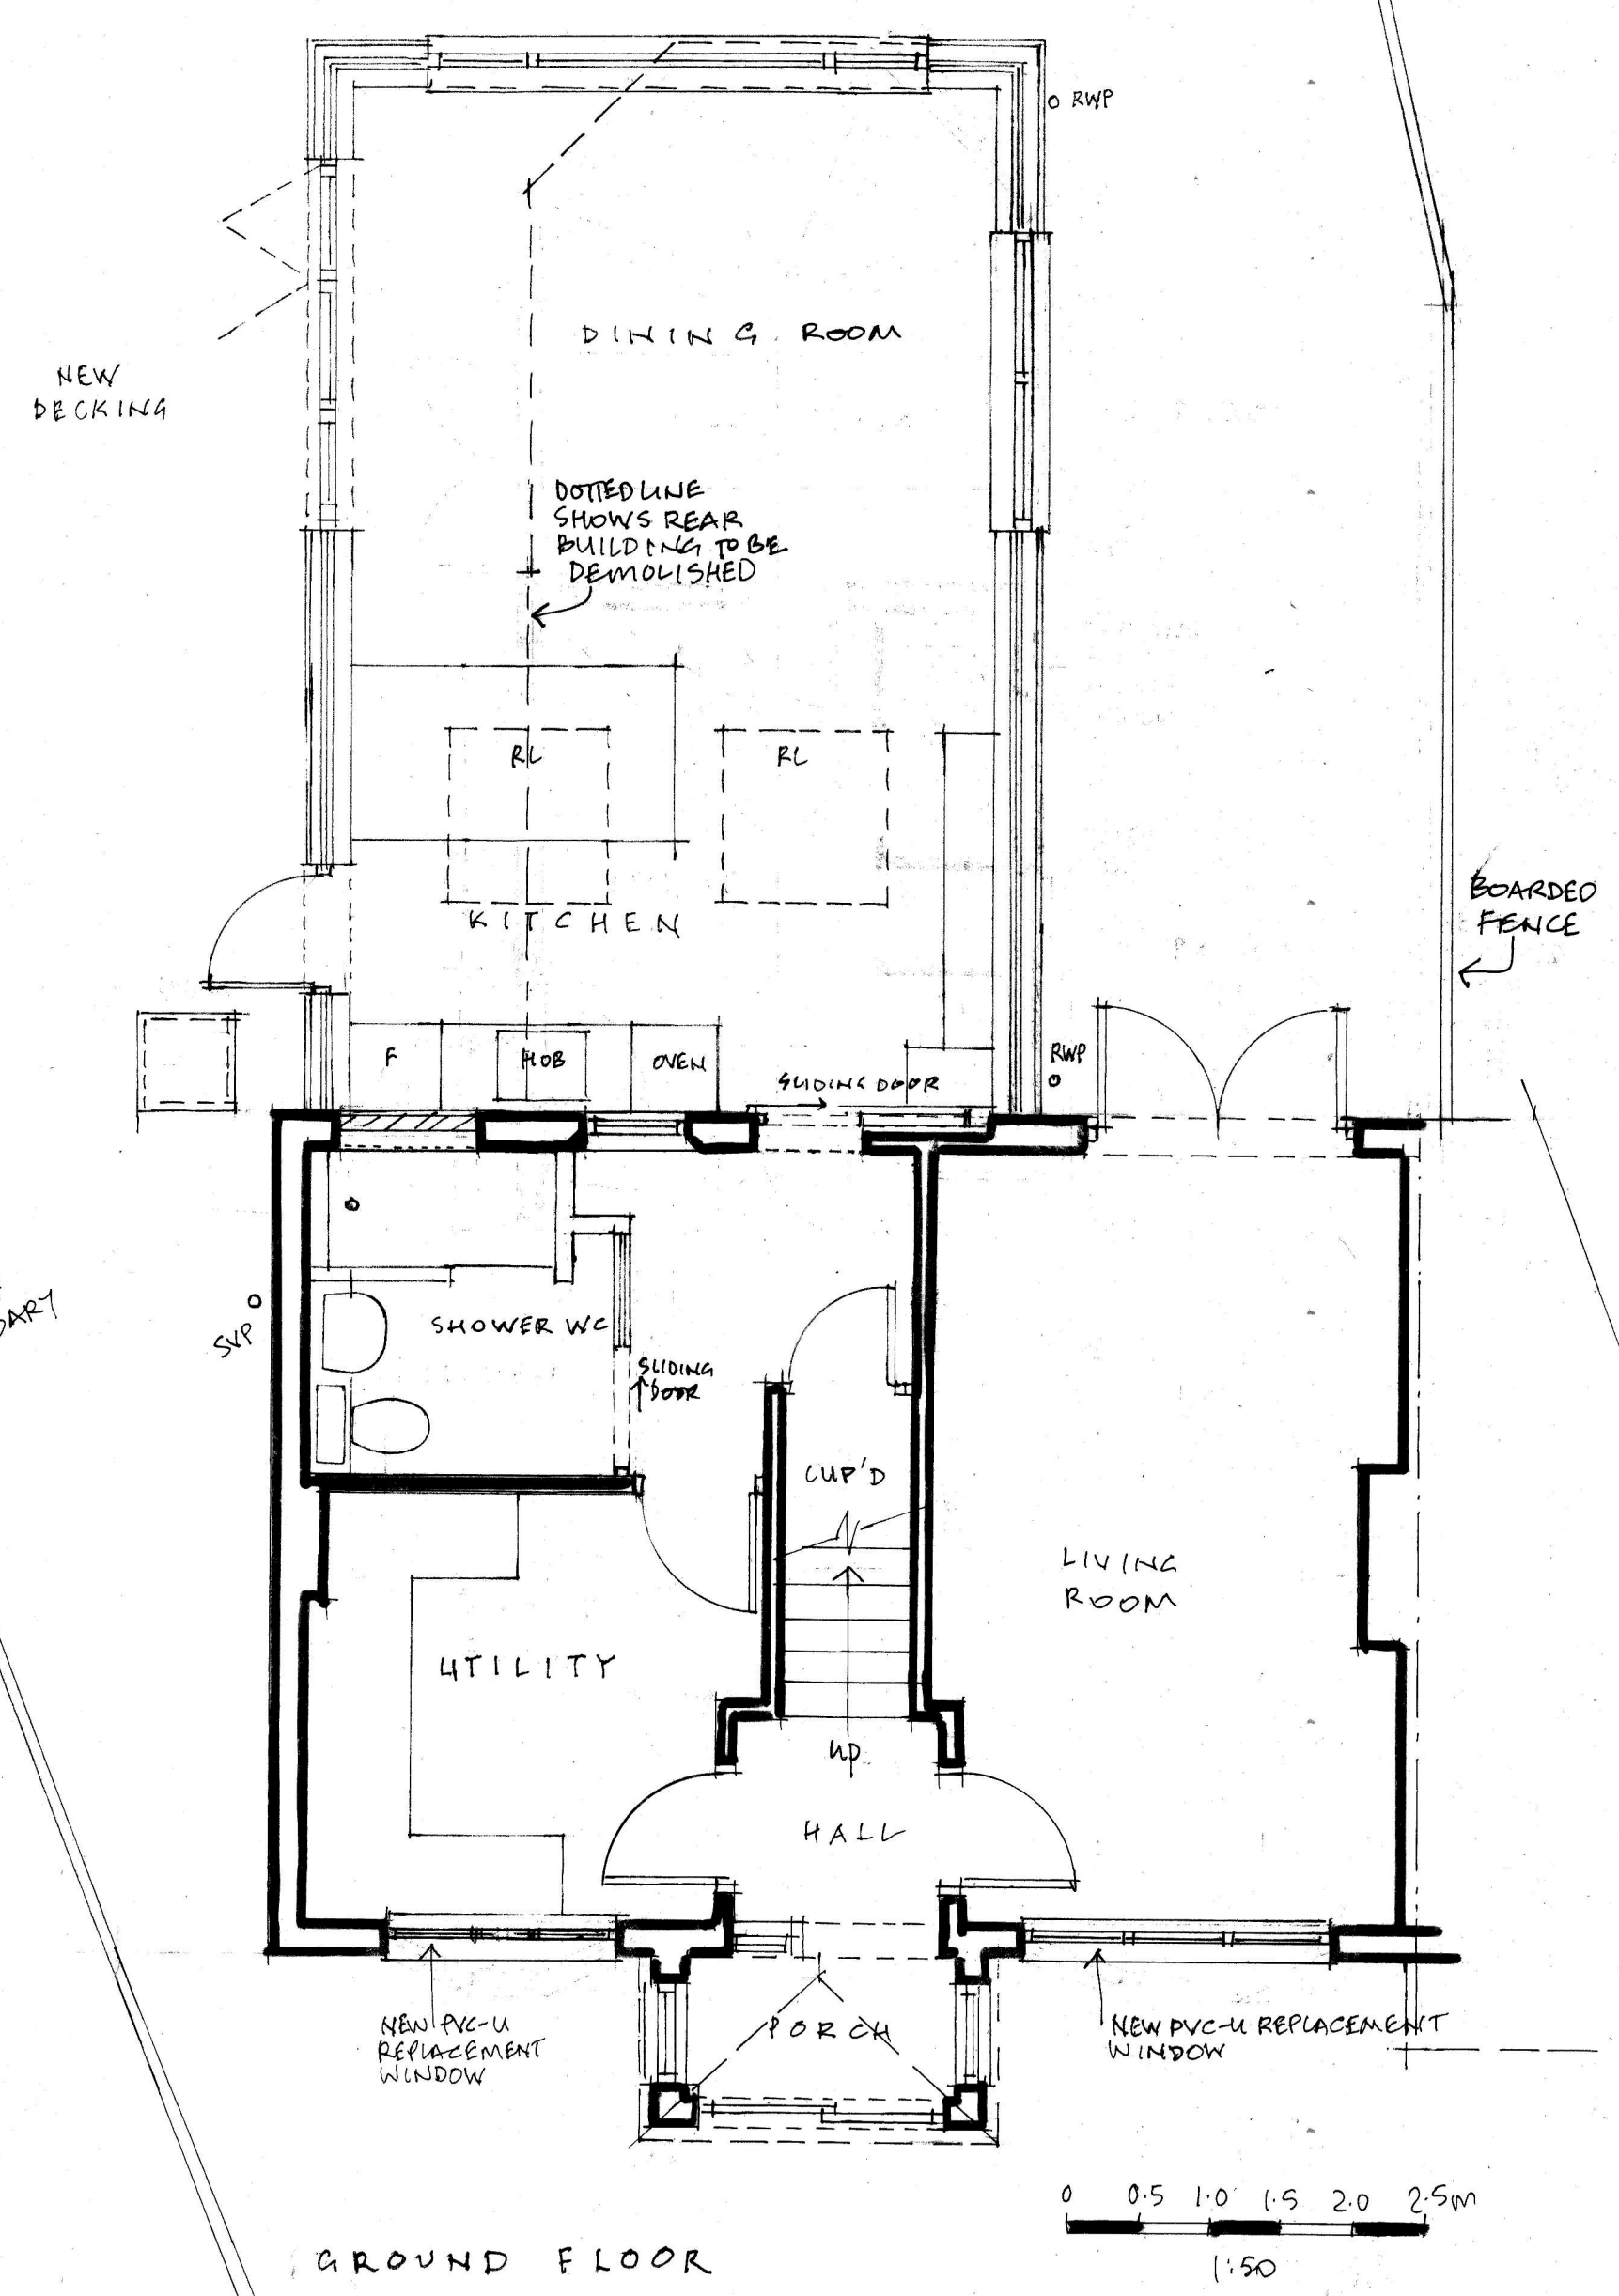 RWP
DINING ROOM
NEW
DECKING
DOTTED LINE
SHOWS REAR
BUILDING TO BE
DEMOLISHED
RL
RL
BOARDED
FENCE
KITCHEN
F
HOB
OVEN
SLIDING DOOR
RWP
SVP
SHOWER WC
SLIDING
DOOR
CUP'D
LIVING
ROOM
UTILITY
UP
HALL
PORCH
NEW PVC-U
REPLACEMENT
WINDOW
NEW PVC-U REPLACEMENT
WINDOW
0 0.5 1.0 1.5 2.0 2.5m
1:50
GROUND FLOOR